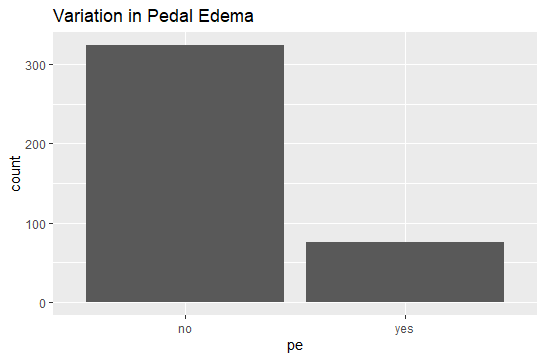 Variation in Pedal Edema
count
300
200
100
0
no yes
pe